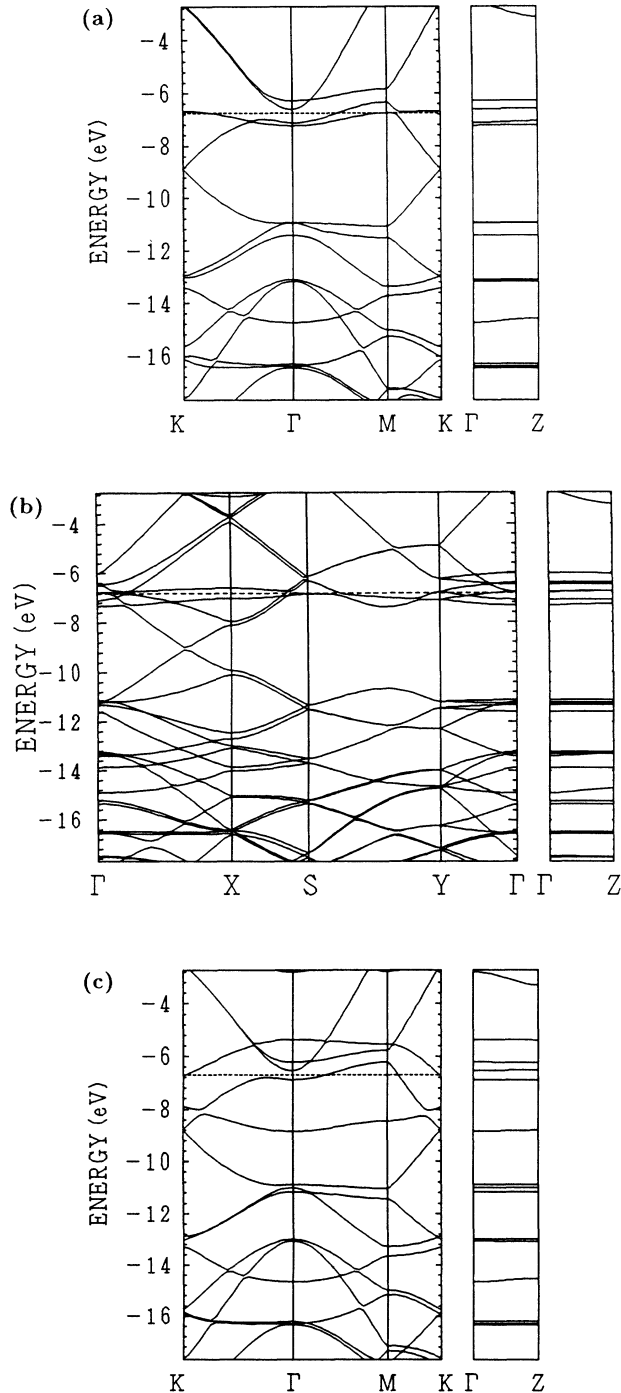 (a)
ENERGY (eV)
−4
−6
−8
−10
−12
−14
−16
K Γ M K Γ Z
(b)
ENERGY (eV)
−4
−6
−8
−10
−12
−14
−16
Γ X S Y Γ Γ Z
(c)
ENERGY (eV)
−4
−6
−8
−10
−12
−14
−16
K Γ M K Γ Z